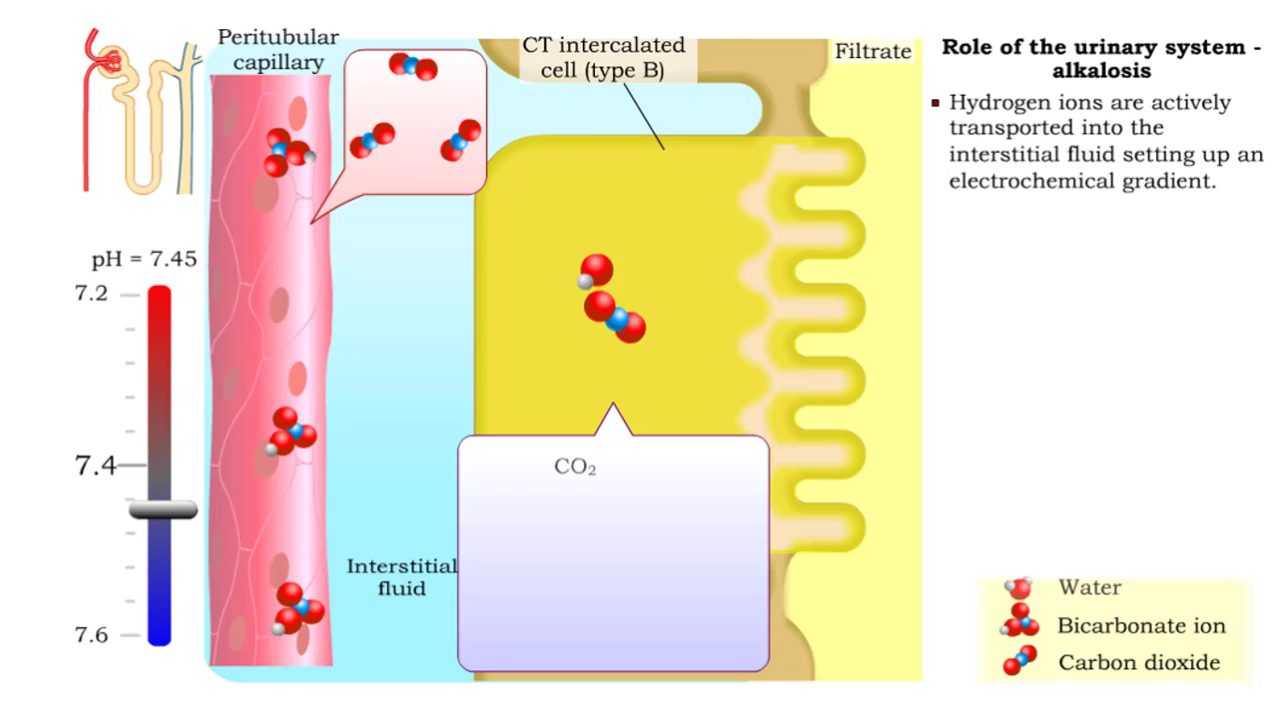 Peritubular
capillary
CT intercalated
cell (type B)
Filtrate
Role of the urinary system -
alkalosis
Hydrogen ions are actively
transported into the
interstitial fluid setting up an
electrochemical gradient.
pH = 7.45
7.2
7.4
7.6
CO₂
Interstitial
fluid
Water
Bicarbonate ion
Carbon dioxide